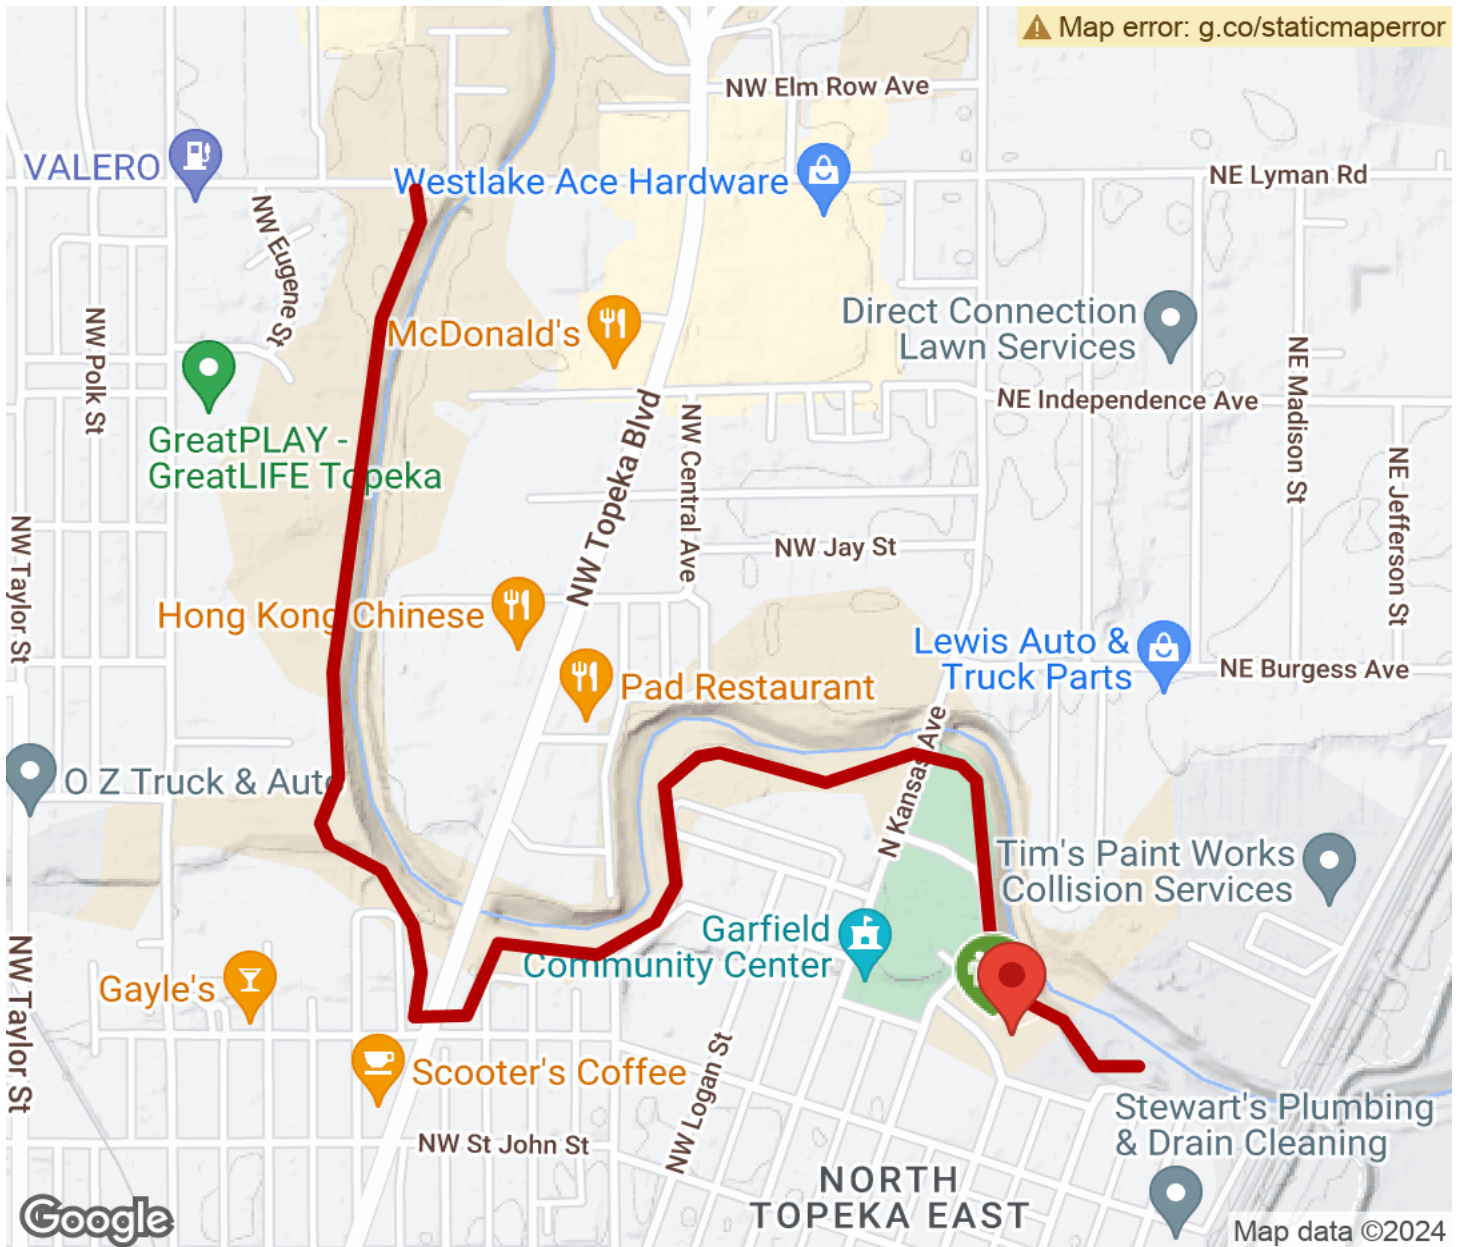 Map error: g.co/staticmaperror
NW Elm Row Ave
VALERO
Westlake Ace Hardware
NE Lyman Rd
NW Eugene St
NW Polk St
McDonald's
Direct Connection
Lawn Services
NE Madison St
NE Independence Ave
NW Topeka Blvd
NW Central Ave
GreatPLAY -
GreatLIFE Topeka
NE Jefferson St
NW Taylor St
NW Jay St
Hong Kong Chinese
Lewis Auto &
Truck Parts
NE Burgess Ave
Pad Restaurant
N Kansas Ave
O Z Truck & Auto
Tim's Paint Works
Collision Services
Garfield
Community Center
NW Taylor St
Gayle's
Scooter's Coffee
NW Logan St
Stewart's Plumbing
& Drain Cleaning
NW St John St
NORTH
TOPEKA EAST
Google
Map data ©2024